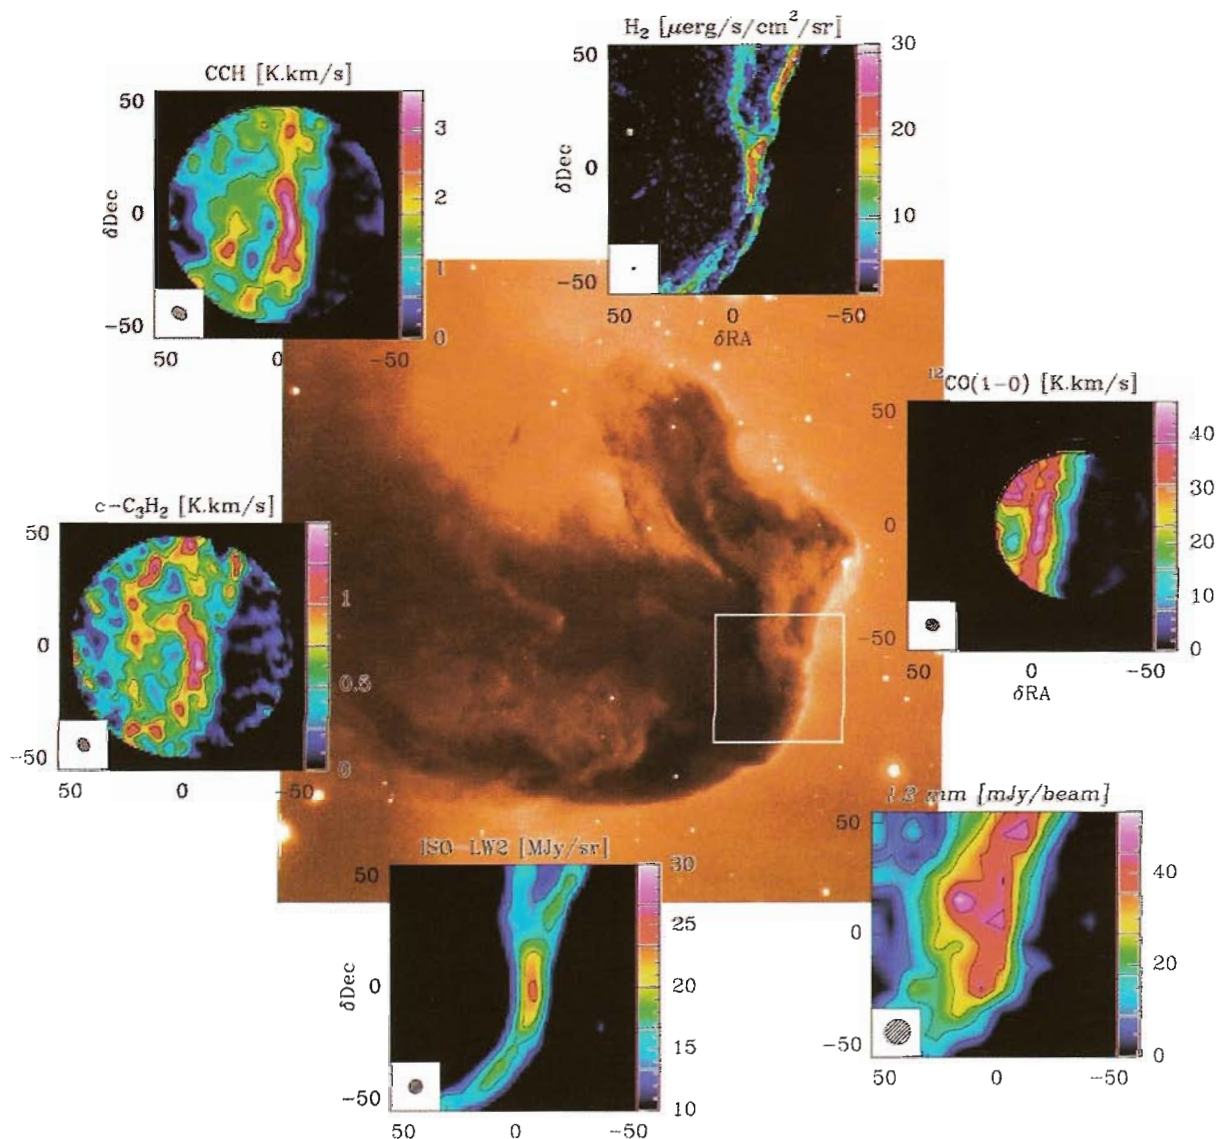 H₂ [μerg/s/cm²/sr]
50
0
-50
δDec
50 0 -50
δRA
30
20
10
CCH [K.km/s]
50
0
-50
δDec
50 0 -50
3
2
1
0
¹²CO(1-0) [K.km/s]
50
0
-50
50 0 -50
δRA
40
30
20
10
0
c-C₃H₂ [K.km/s]
50
0
-50
50 0 -50
1
0.5
0
1.2 mm [mJy/beam]
50
0
-50
50 0 -50
40
20
0
ISO-LW2 [MJy/sr]
50
0
-50
δDec
50 0 -50
30
25
20
15
10